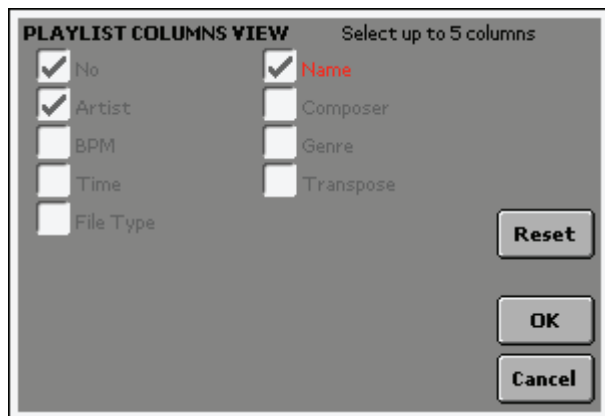 PLAYLIST COLUMNS VIEW Select up to 5 columns
No Name
Artist Composer
BPM Genre
Time Transpose
File Type
Reset
OK
Cancel